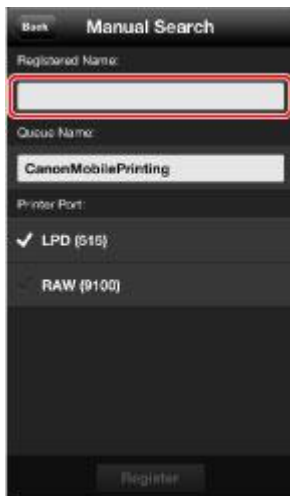 Back
Manual Search
Registered Name:
Queue Name:
CanonMobilePrinting
Printer Port:
LPD (515)
RAW (9100)
Register